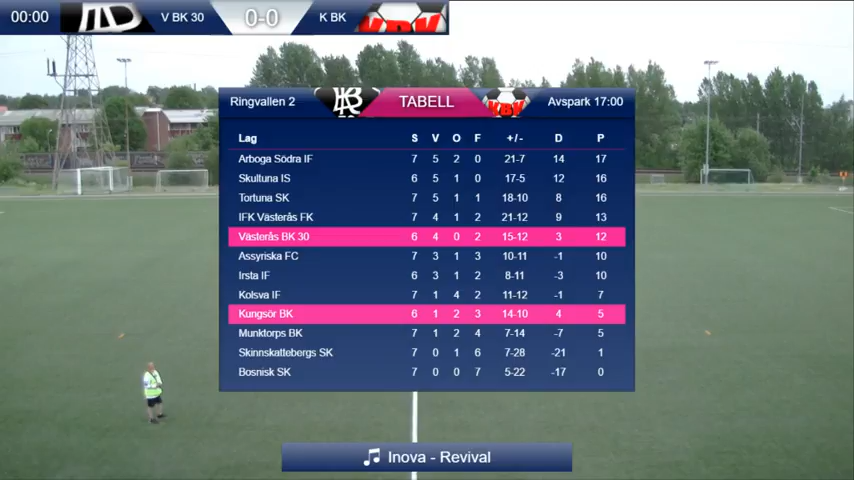 00:00 V BK 30 0-0 K BK KBV
Ringvallen 2 TABELL KBV Avspark 17:00
Lag S V O F +/- D P
Arboga Södra IF 7 5 2 0 21-7 14 17
Skultuna IS 6 5 1 0 17-5 12 16
Tortuna SK 7 5 1 1 18-10 8 16
IFK Västerås FK 7 4 1 2 21-12 9 13
Västerås BK 30 6 4 0 2 15-12 3 12
Assyriska FC 7 3 1 3 10-11 -1 10
Irsta IF 6 3 1 2 8-11 -3 10
Kolsva IF 7 1 4 2 11-12 -1 7
Kungsör BK 6 1 2 3 14-10 4 5
Munktorps BK 7 1 2 4 7-14 -7 5
Skinnskattebergs SK 7 0 1 6 7-28 -21 1
Bosnisk SK 7 0 0 7 5-22 -17 0
Inova - Revival